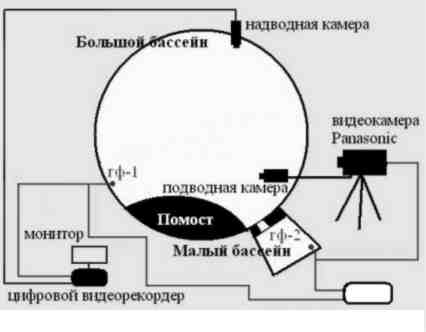 надводная камера
Большой бассейн
видеокамера
Panasonic
гф-1
подводная камера
Помост
гф-2
монитор
Малый бассейн
цифровой видеорекордер